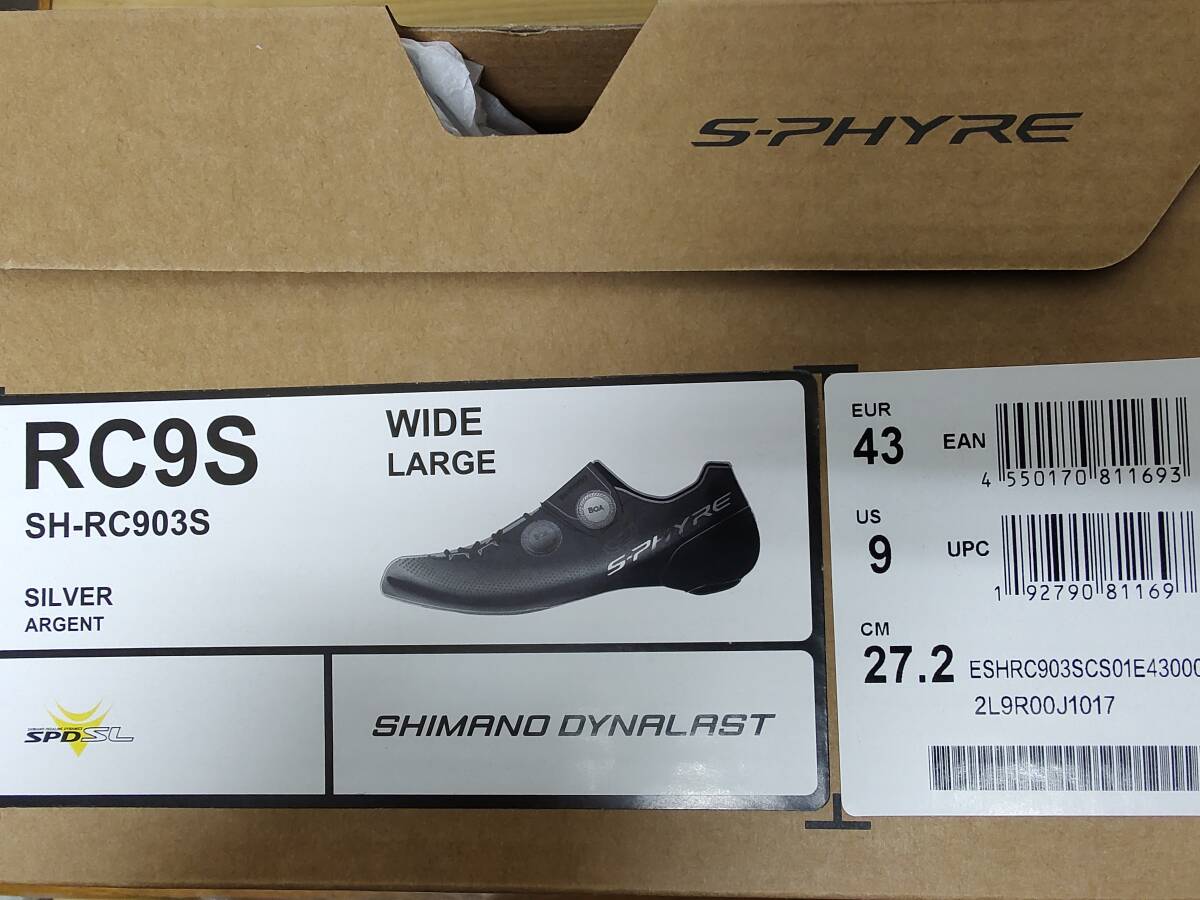 S-PHYRE
RC9S
SH-RC903S
SILVER
ARGENT
WIDE
LARGE
BOA
S-PHYRE
SPD-SL
SHIMANO DYNALAST
EUR
43
EAN
4 550170 811693
US
9
UPC
1 92790 81169
CM
27.2
ESHRC903SCS01E43000
2L9R00J1017